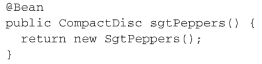 @Bean
public CompactDisc sgtPeppers() {
  return new SgtPeppers();
}